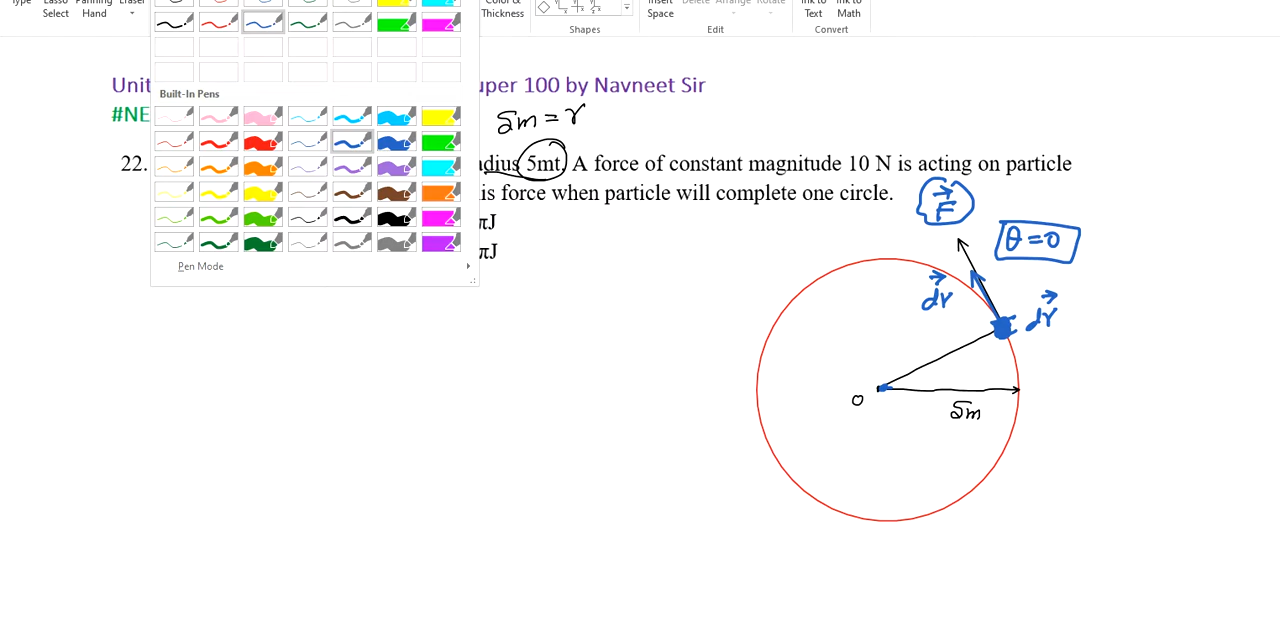 Lasso
Select
Panning
Hand
Eraser
Color &
Thickness
Shapes
Insert
Space
Delete Arrange Rotate
Edit
Ink to
Text
Ink to
Math
Convert
Built-In Pens
Pen Mode
Unit
uper 100 by Navneet Sir
#NE
5m = r
22.
adius 5mt. A force of constant magnitude 10 N is acting on particle
is force when particle will complete one circle.
πJ
πJ
F
θ = 0
dr
dr
O
5m